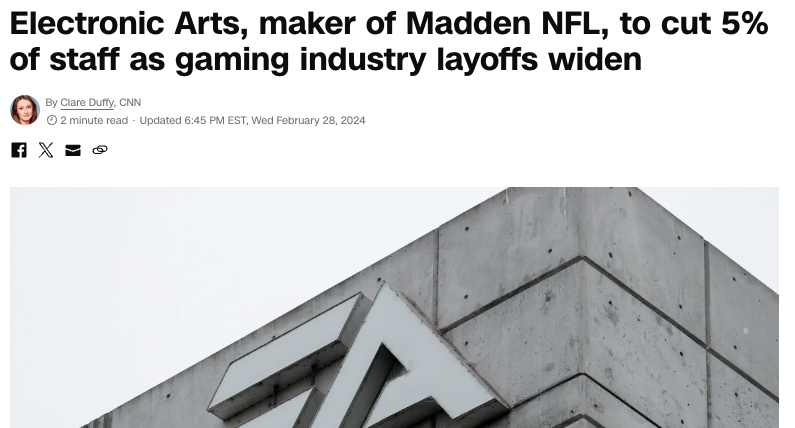 Electronic Arts, maker of Madden NFL, to cut 5%
of staff as gaming industry layoffs widen
By Clare Duffy, CNN
2 minute read · Updated 6:45 PM EST, Wed February 28, 2024
EA